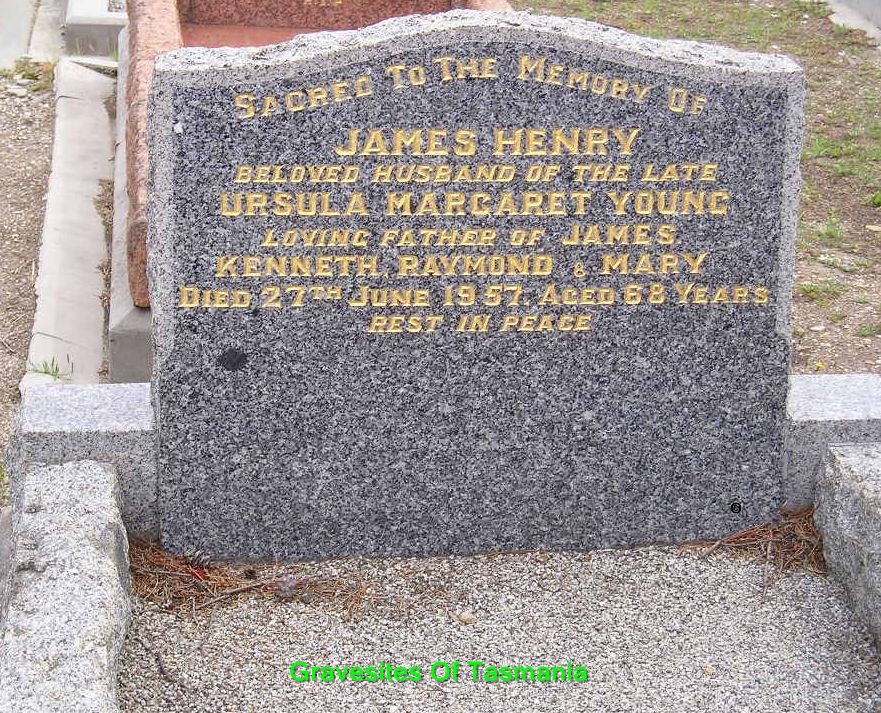 SACRED TO THE MEMORY OF
JAMES HENRY
BELOVED HUSBAND OF THE LATE
URSULA MARGARET YOUNG
LOVING FATHER OF JAMES,
KENNETH, RAYMOND & MARY
DIED 27TH JUNE 1957. AGED 68 YEARS
REST IN PEACE
Gravesites Of Tasmania